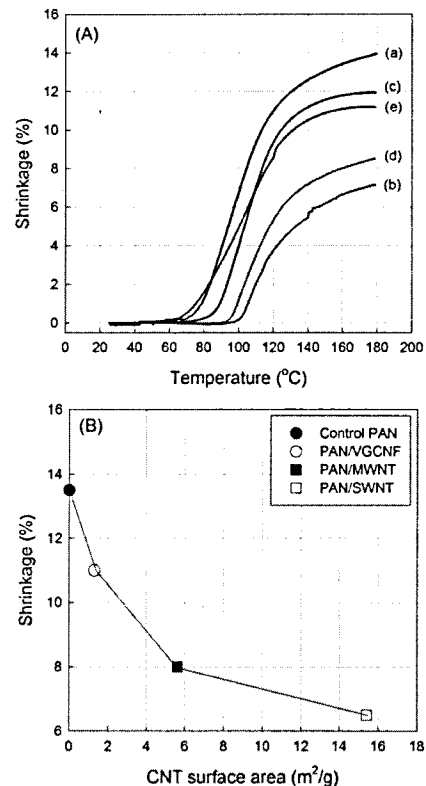 (A)
16
14
12
10
8
6
4
2
0
Shrinkage (%)
(a)
(c)
(e)
(d)
(b)
0 20 40 60 80 100 120 140 160 180 200
Temperature (°C)
(B)
16
14
12
10
8
6
Shrinkage (%)
Control PAN
PAN/VGCNF
PAN/MWNT
PAN/SWNT
0 2 4 6 8 10 12 14 16 18
CNT surface area (m²/g)